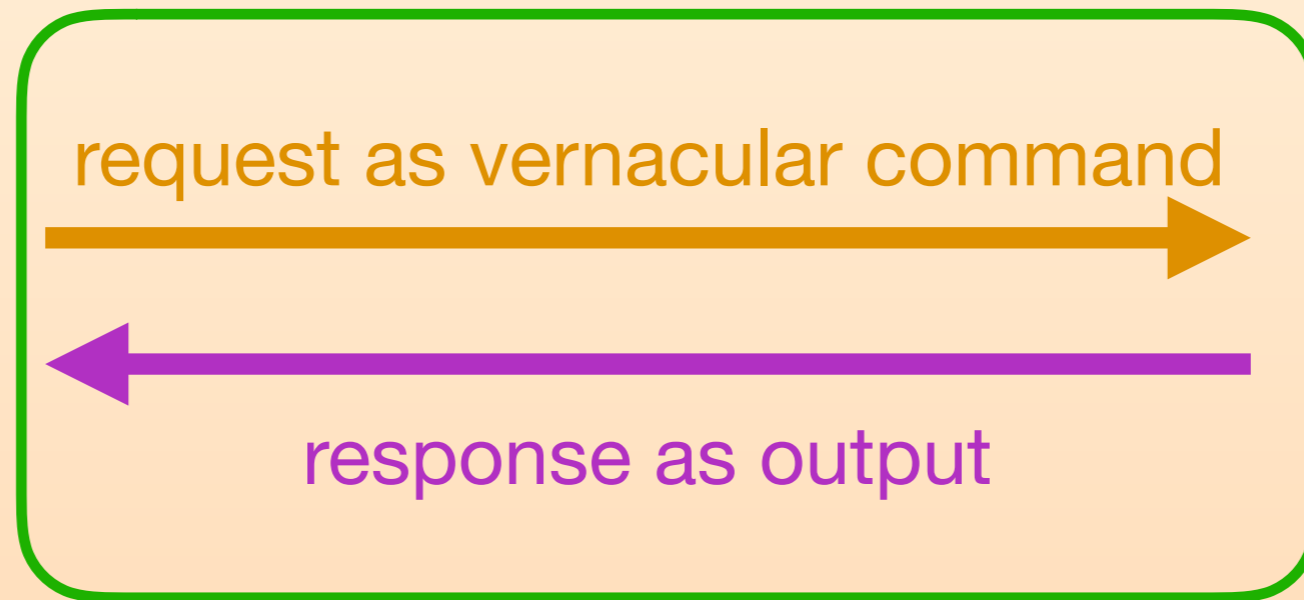 request as vernacular command
response as output